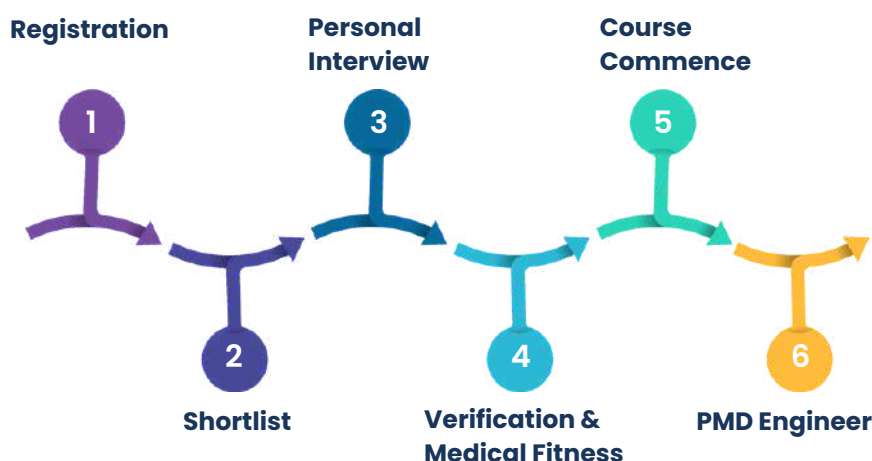 Registration
1
2
Shortlist
Personal
Interview
3
4
Verification &
Medical Fitness
Course
Commence
5
6
PMD Engineer